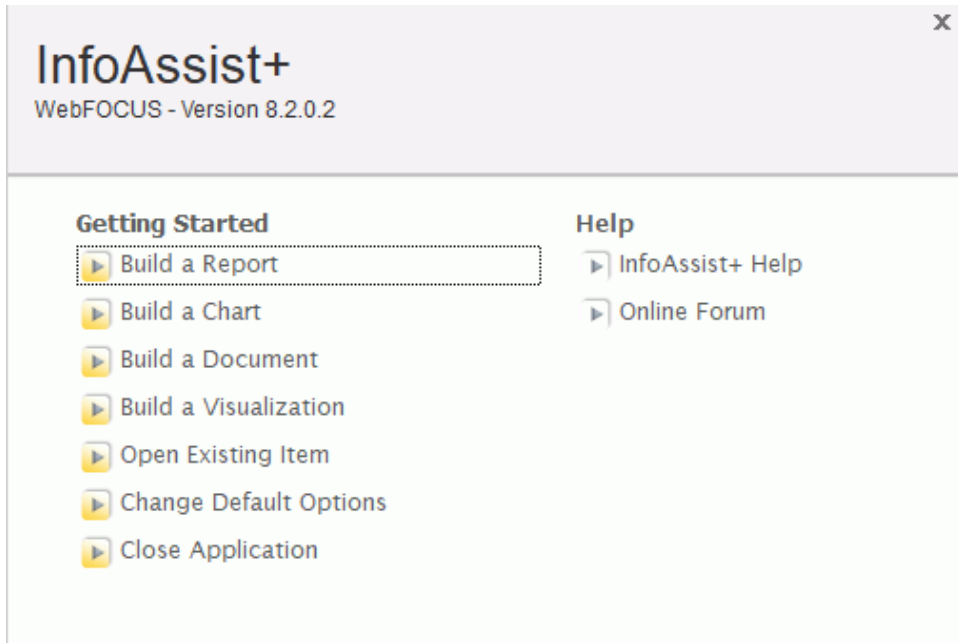 InfoAssist+
WebFOCUS - Version 8.2.0.2
Getting Started
Build a Report
Build a Chart
Build a Document
Build a Visualization
Open Existing Item
Change Default Options
Close Application
Help
InfoAssist+ Help
Online Forum